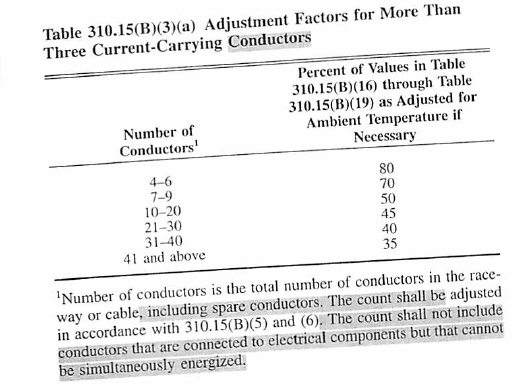 Table 310.15(B)(3)(a) Adjustment Factors for More Than
Three Current-Carrying Conductors
Percent of Values in Table
310.15(B)(16) through Table
310.15(B)(19) as Adjusted for
Ambient Temperature if
Necessary
Number of
Conductors¹
4–6 80
7–9 70
10–20 50
21–30 45
31–40 40
41 and above 35
¹Number of conductors is the total number of conductors in the race-
way or cable, including spare conductors. The count shall be adjusted
in accordance with 310.15(B)(5) and (6). The count shall not include
conductors that are connected to electrical components but that cannot
be simultaneously energized.